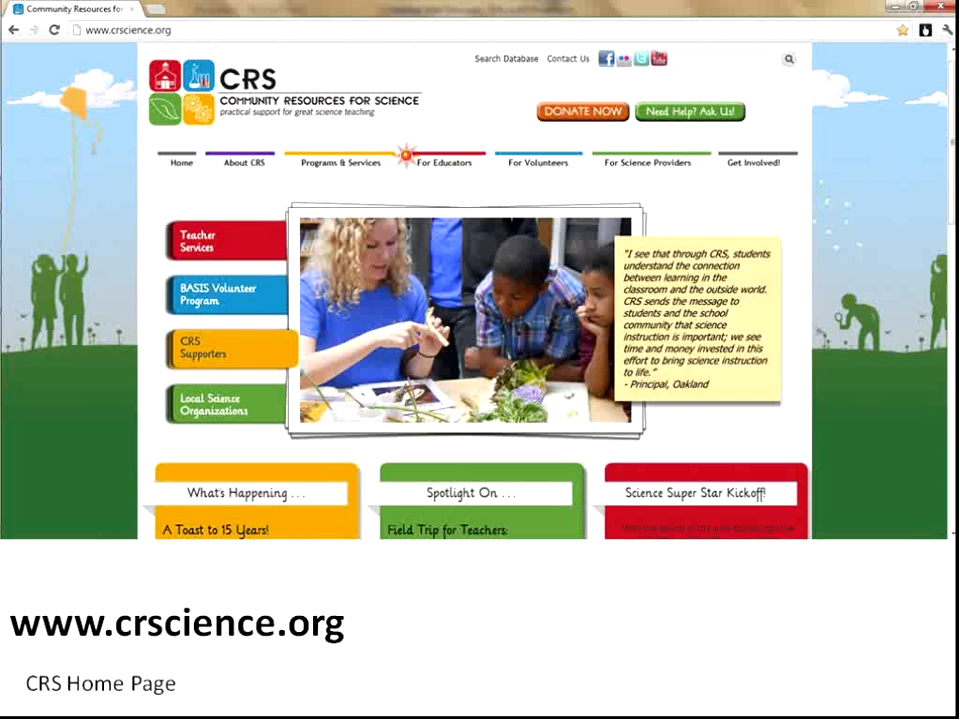 Community Resources fo
www.crscience.org
Search Database Contact Us
CRS
COMMUNITY RESOURCES FOR SCIENCE
practical support for great science teaching
DONATE NOW
Need Help? Ask Us!
Home
About CRS
Programs & Services
For Educators
For Volunteers
For Science Providers
Get Involved!
Teacher
Services
BASIS Volunteer
Program
CRS
Supporters
Local Science
Organizations
"I see that through CRS, students
understand the connection
between learning in the
classroom and the outside world.
CRS sends the message to
students and the school
community that science
instruction is important; we see
time and money invested in this
effort to bring science instruction
to life."
- Principal, Oakland
What's Happening . . .
Spotlight On . . .
Science Super Star Kickoff!
A Toast to 15 Years!
Field Trip for Teachers:
www.crscience.org
CRS Home Page